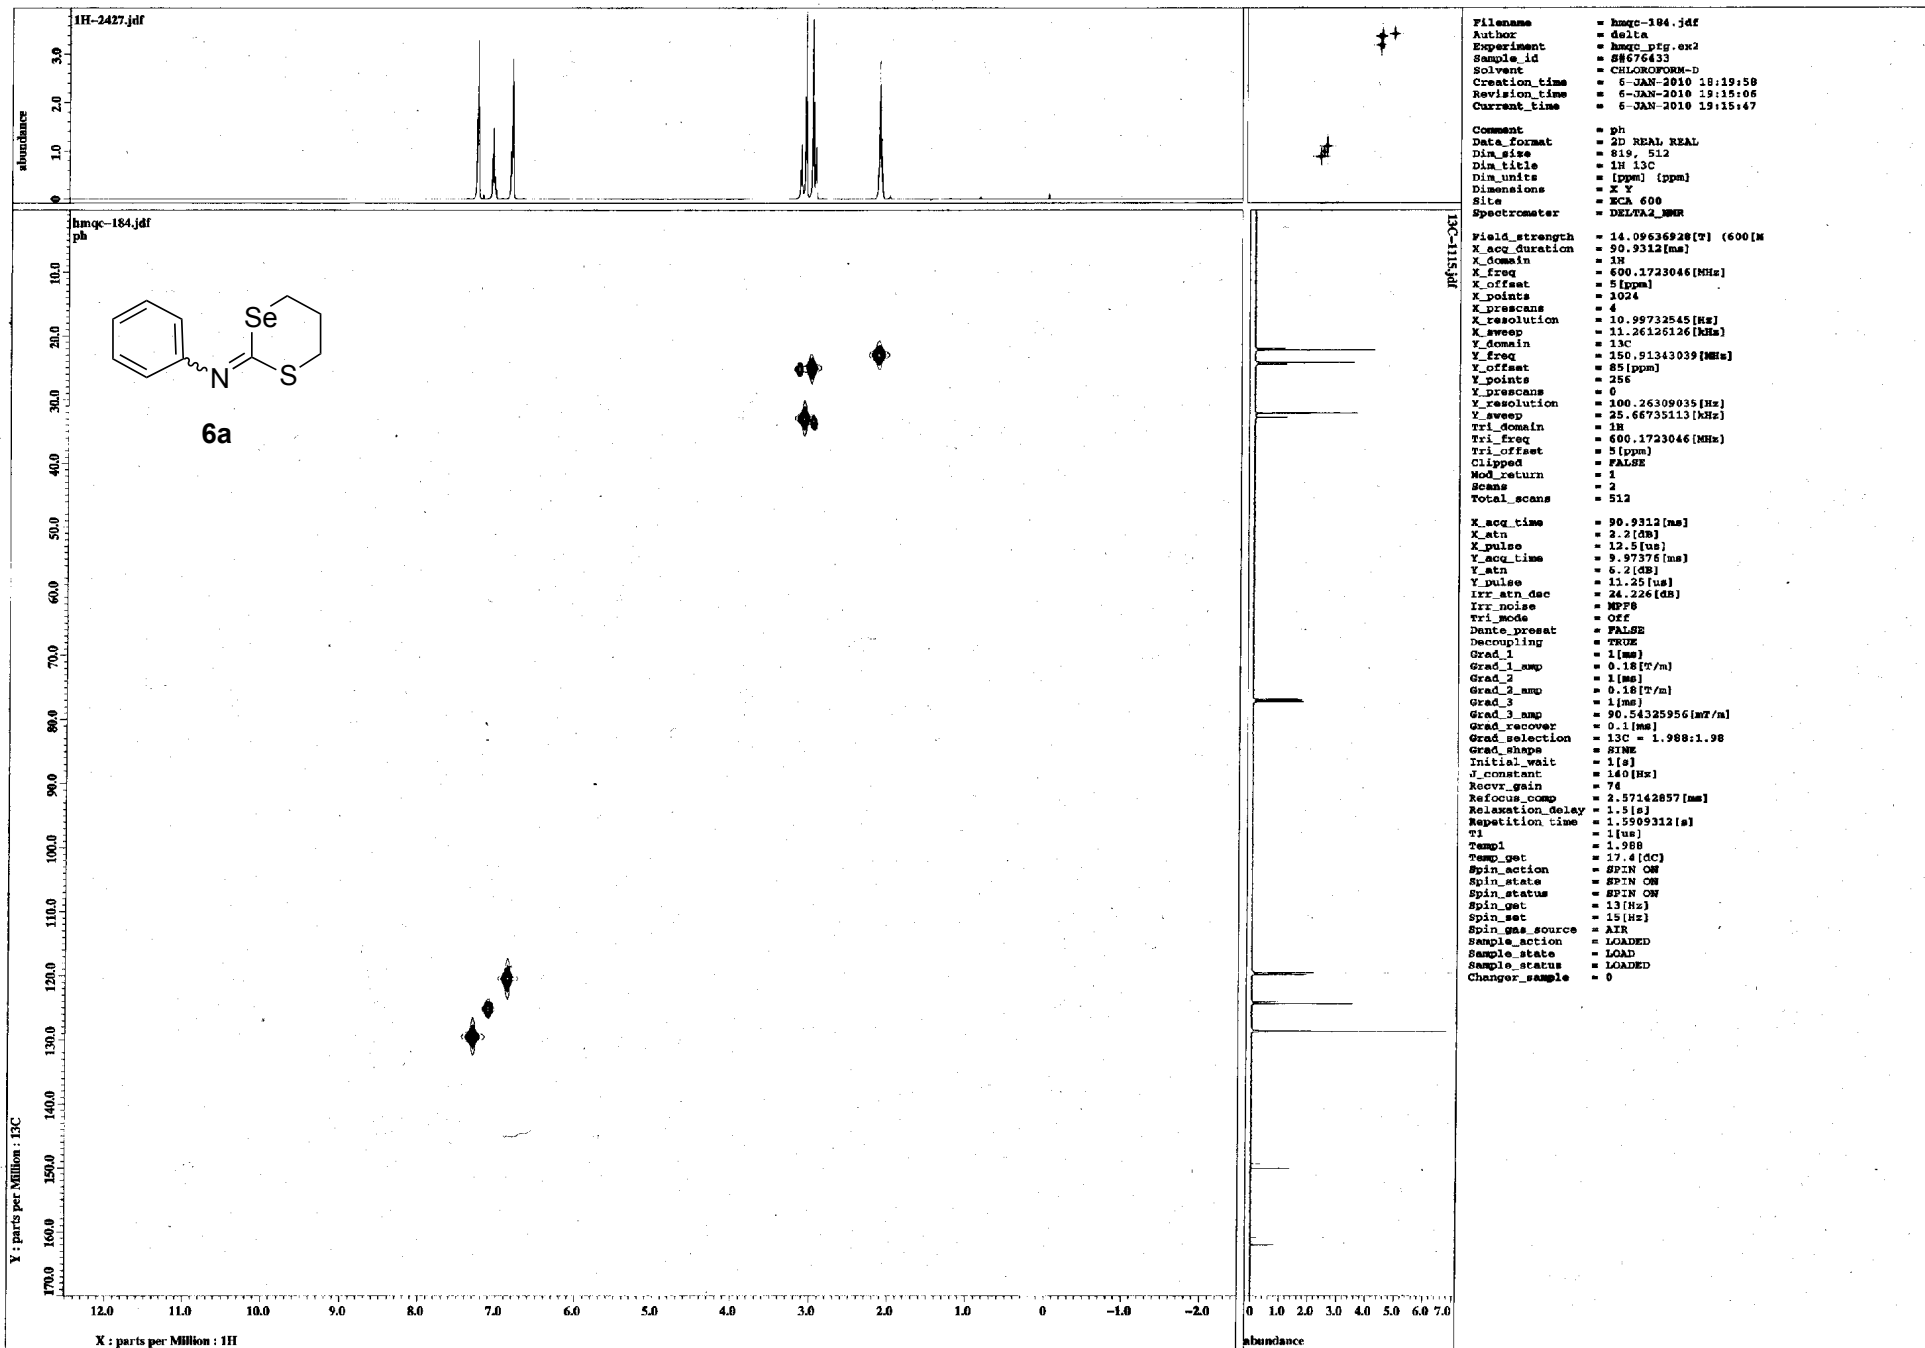 1H-2427.jdf
abundance
3.0
2.0
1.0
0
hmqc-184.jdf
ph
Se
N
S
6a
10.0
20.0
30.0
40.0
50.0
60.0
70.0
80.0
90.0
100.0
110.0
120.0
130.0
140.0
150.0
160.0
170.0
Y : parts per Million : 13C
12.0 11.0 10.0 9.0 8.0 7.0 6.0 5.0 4.0 3.0 2.0 1.0 0 -1.0 -2.0
X : parts per Million : 1H
13C-1115.jdf
0 1.0 2.0 3.0 4.0 5.0 6.0 7.0
abundance
Filename = hmqc-184.jdf
Author = delta
Experiment = hmqc_pfg.ex2
Sample_id = S#676433
Solvent = CHLOROFORM-D
Creation_time = 6-JAN-2010 18:19:58
Revision_time = 6-JAN-2010 19:15:06
Current_time = 6-JAN-2010 19:15:47
Comment = ph
Data_format = 2D REAL REAL
Dim_size = 819, 512
Dim_title = 1H 13C
Dim_units = [ppm] [ppm]
Dimensions = X Y
Site = ECA 600
Spectrometer = DELTA2_NMR
Field_strength = 14.09636928[T] (600[M
X_acq_duration = 90.9312[ms]
X_domain = 1H
X_freq = 600.1723046[MHz]
X_offset = 5[ppm]
X_points = 1024
X_prescans = 4
X_resolution = 10.99732545[Hz]
X_sweep = 11.26126126[kHz]
Y_domain = 13C
Y_freq = 150.91343039[MHz]
Y_offset = 85[ppm]
Y_points = 256
Y_prescans = 0
Y_resolution = 100.26309035[Hz]
Y_sweep = 25.66735113[kHz]
Tri_domain = 1H
Tri_freq = 600.1723046[MHz]
Tri_offset = 5[ppm]
Clipped = FALSE
Mod_return = 1
Scans = 2
Total_scans = 512
X_acq_time = 90.9312[ms]
X_atn = 2.2[dB]
X_pulse = 12.5[us]
Y_acq_time = 9.97376[ms]
Y_atn = 6.2[dB]
Y_pulse = 11.25[us]
Irr_atn_dec = 24.226[dB]
Irr_noise = MPF8
Tri_mode = Off
Dante_presat = FALSE
Decoupling = TRUE
Grad_1 = 1[ms]
Grad_1_amp = 0.18[T/m]
Grad_2 = 1[ms]
Grad_2_amp = 0.18[T/m]
Grad_3 = 1[ms]
Grad_3_amp = 90.54325956[mT/m]
Grad_recover = 0.1[ms]
Grad_selection = 13C = 1.988:1.98
Grad_shape = SINE
Initial_wait = 1[s]
J_constant = 140[Hz]
Recvr_gain = 74
Refocus_comp = 2.57142857[ms]
Relaxation_delay = 1.5[s]
Repetition_time = 1.5909312[s]
T1 = 1[us]
Temp1 = 1.988
Temp_get = 17.4[dC]
Spin_action = SPIN ON
Spin_state = SPIN ON
Spin_status = SPIN ON
Spin_get = 13[Hz]
Spin_set = 15[Hz]
Spin_gas_source = AIR
Sample_action = LOADED
Sample_state = LOAD
Sample_status = LOADED
Changer_sample = 0